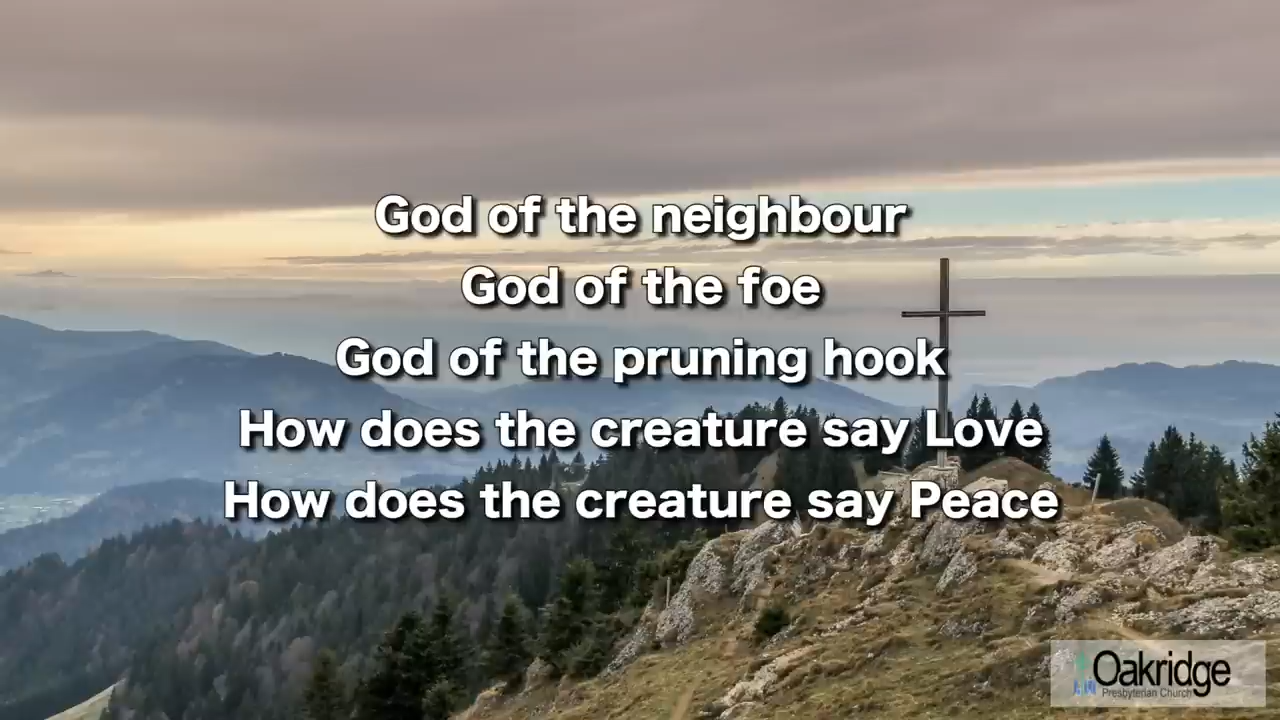 God of the neighbour
God of the foe
God of the pruning hook
How does the creature say Love
How does the creature say Peace
Oakridge
Presbyterian Church